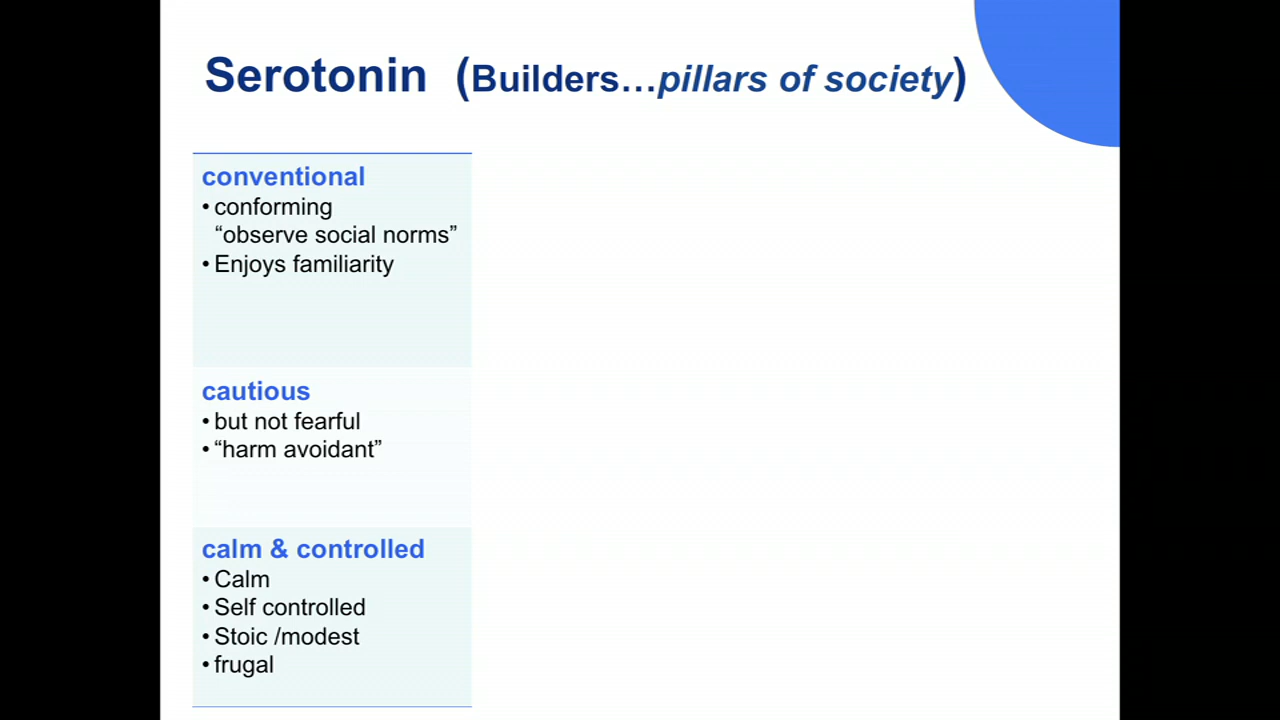 Serotonin (Builders…pillars of society)
conventional
• conforming
“observe social norms”
• Enjoys familiarity
cautious
• but not fearful
• “harm avoidant”
calm & controlled
• Calm
• Self controlled
• Stoic /modest
• frugal